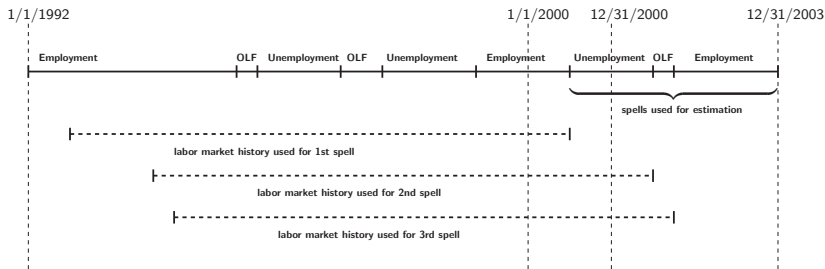 1/1/1992 1/1/2000 12/31/2000 12/31/2003
Employment OLF Unemployment OLF Unemployment Employment Unemployment OLF Employment
spells used for estimation
labor market history used for 1st spell
labor market history used for 2nd spell
labor market history used for 3rd spell